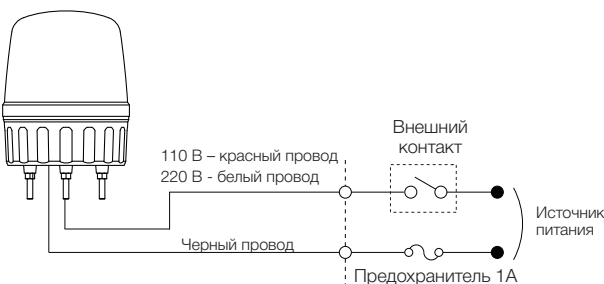 Внешний
контакт
110 В – красный провод
220 В - белый провод
Источник
питания
Черный провод
Предохранитель 1А